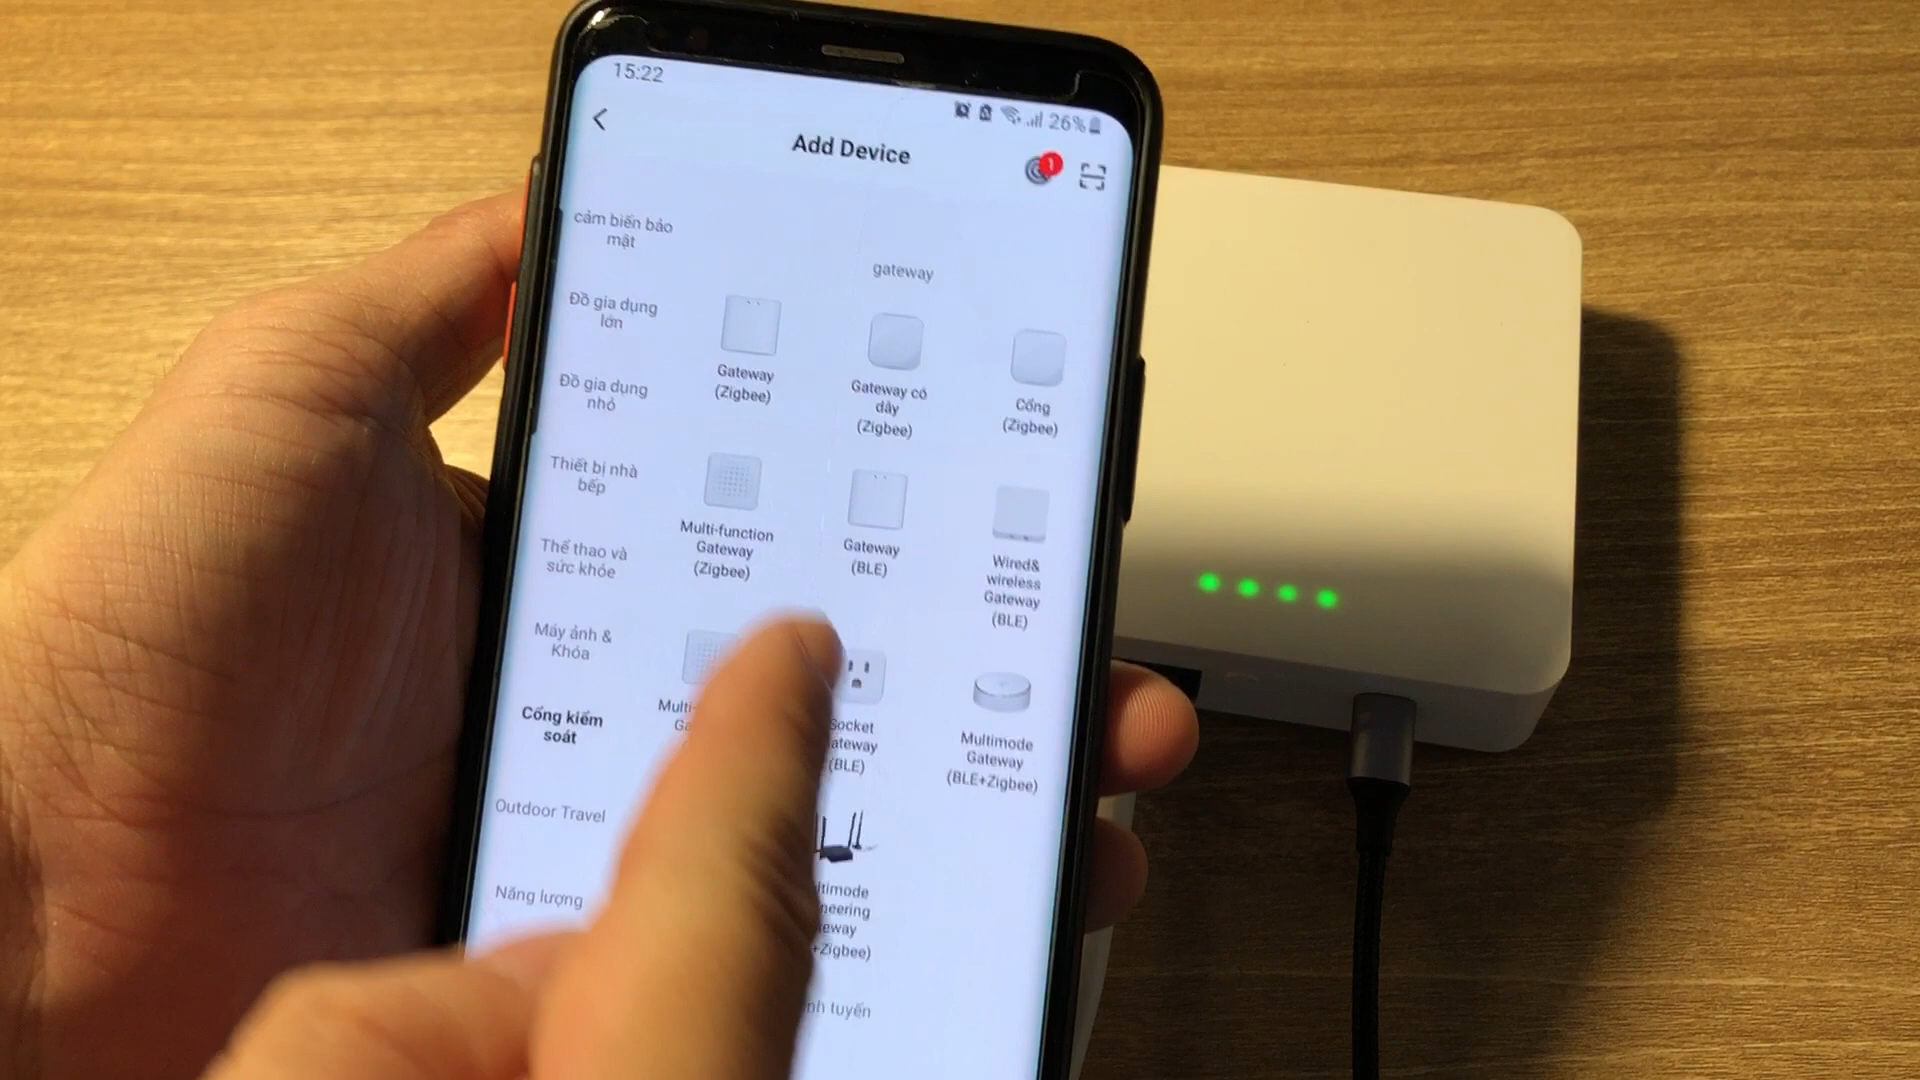 15:22
26%
Add Device
1
cảm biến bảo
mật
Đồ gia dụng
lớn
Đồ gia dụng
nhỏ
Thiết bị nhà
bếp
Thể thao và
sức khỏe
Máy ảnh &
Khóa
Cổng kiểm
soát
Outdoor Travel
Năng lượng
gateway
Gateway
(Zigbee)
Gateway có
dây
(Zigbee)
Cổng
(Zigbee)
Multi-function
Gateway
(Zigbee)
Gateway
(BLE)
Wired&
wireless
Gateway
(BLE)
Socket
(BLE)
Multimode
Gateway
(BLE+Zigbee)
tuyến